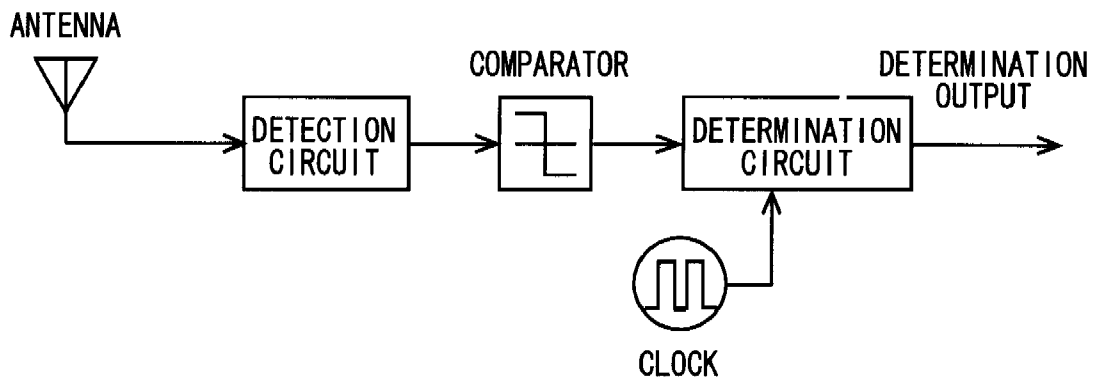 ANTENNA
COMPARATOR
DETERMINATION
OUTPUT
DETECTION
CIRCUIT
DETERMINATION
CIRCUIT
CLOCK